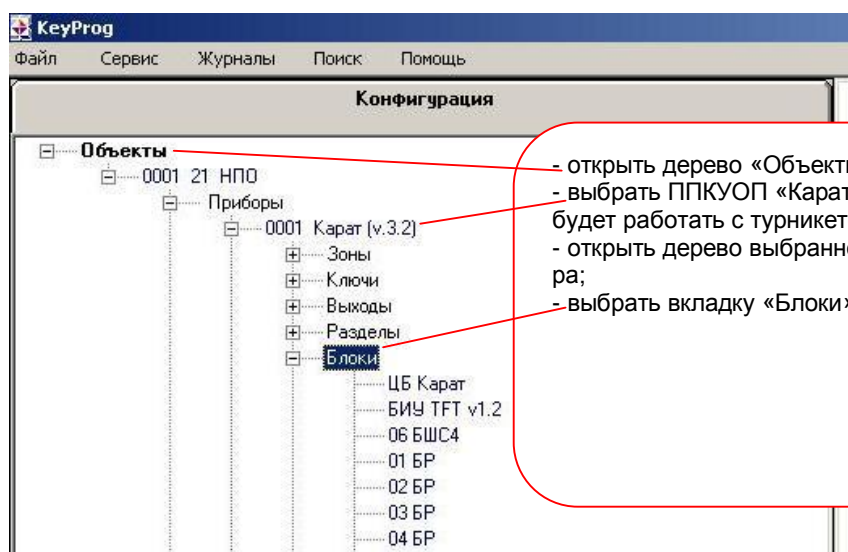 KeyProg
Файл Сервис Журналы Поиск Помощь
Конфигурация
Объекты
0001 21 НПО
Приборы
0001 Карат (v.3.2)
Зоны
Ключи
Выходы
Разделы
Блоки
ЦБ Карат
БИУ TFT v1.2
06 БШС4
01 БР
02 БР
03 БР
04 БР
- открыть дерево «Объект
- выбрать ППКУОП «Карат
будет работать с турникет
- открыть дерево выбранн
ра;
- выбрать вкладку «Блоки»